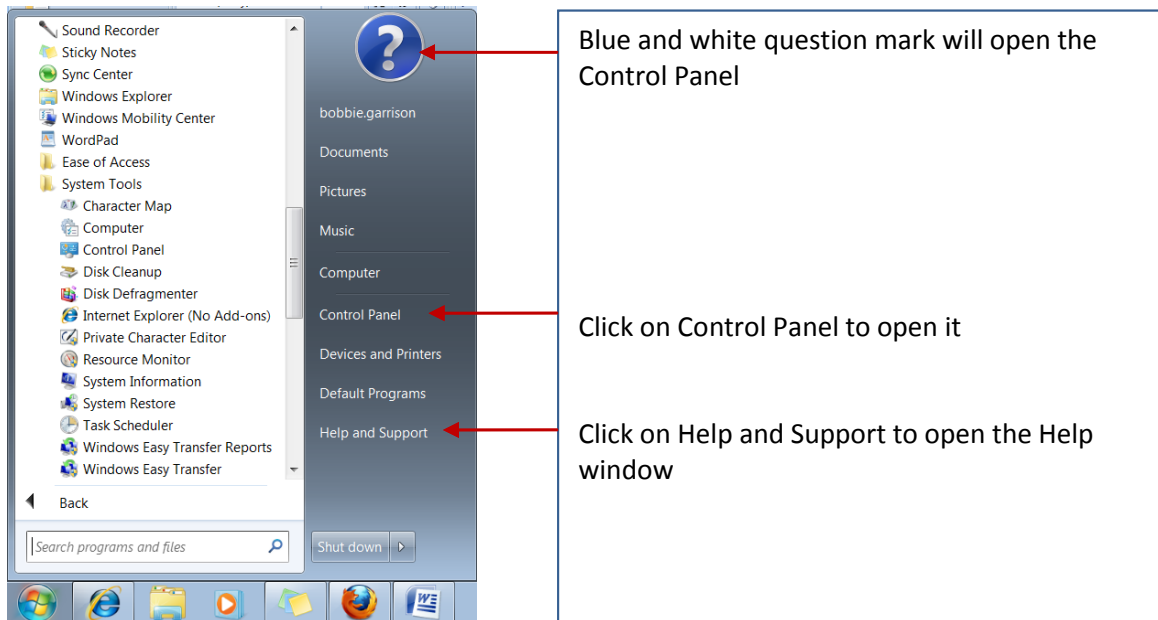 Sound Recorder
Sticky Notes
Sync Center
Windows Explorer
Windows Mobility Center
WordPad
Ease of Access
System Tools
Character Map
Computer
Control Panel
Disk Cleanup
Disk Defragmenter
Internet Explorer (No Add-ons)
Private Character Editor
Resource Monitor
System Information
System Restore
Task Scheduler
Windows Easy Transfer Reports
Windows Easy Transfer
Back
Search programs and files
?
bobbie.garrison
Documents
Pictures
Music
Computer
Control Panel
Devices and Printers
Default Programs
Help and Support
Shut down
Blue and white question mark will open the
Control Panel
Click on Control Panel to open it
Click on Help and Support to open the Help
window